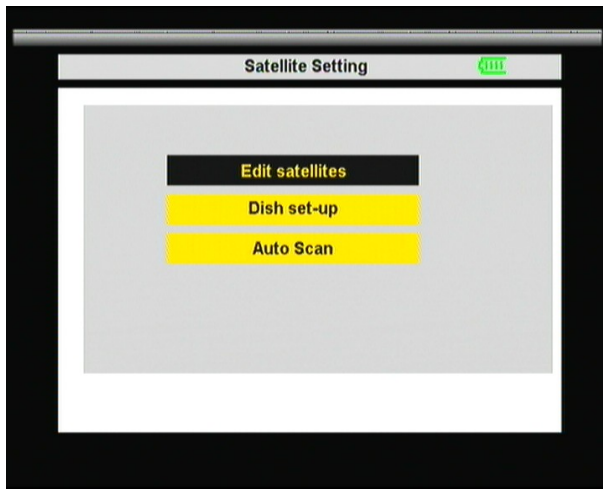 Satellite Setting
Edit satellites
Dish set-up
Auto Scan